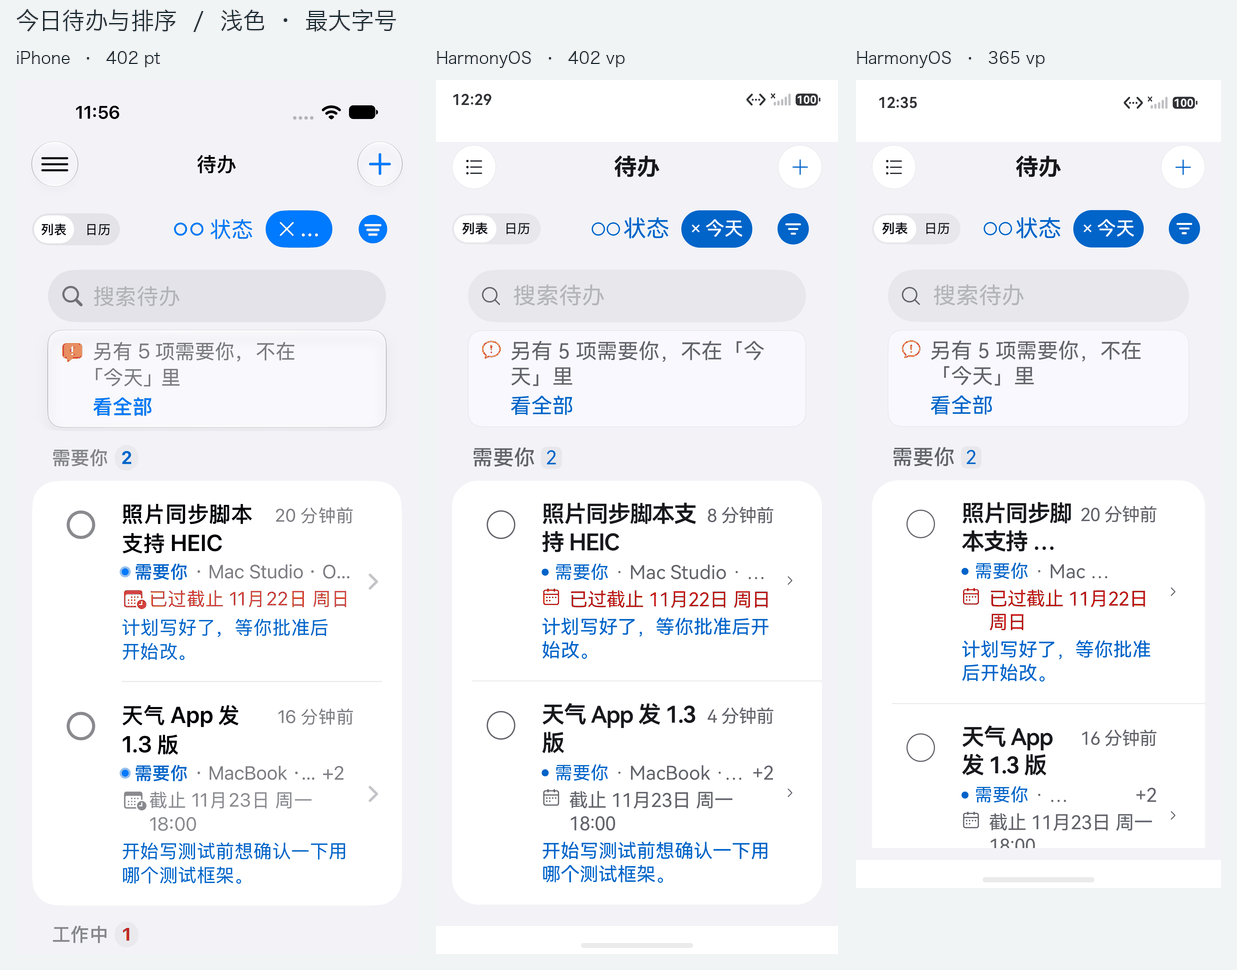 今日待办与排序 / 浅色 · 最大字号
iPhone · 402 pt
11:56
待办
列表 日历
状态
× ...
搜索待办
另有 5 项需要你，不在
「今天」里
看全部
需要你 2
照片同步脚本 20 分钟前
支持 HEIC
需要你 · Mac Studio · O...
已过截止 11月22日 周日
计划写好了，等你批准后
开始改。
天气 App 发 16 分钟前
1.3 版
需要你 · MacBook ·... +2
截止 11月23日 周一
18:00
开始写测试前想确认一下用
哪个测试框架。
工作中 1
HarmonyOS · 402 vp
12:29
100
待办
列表 日历
状态
× 今天
搜索待办
另有 5 项需要你，不在「今
天」里
看全部
需要你 2
照片同步脚本支 8 分钟前
持 HEIC
需要你 · Mac Studio · ...
已过截止 11月22日 周日
计划写好了，等你批准后开
始改。
天气 App 发 1.3 4 分钟前
版
需要你 · MacBook ·... +2
截止 11月23日 周一
18:00
开始写测试前想确认一下用
哪个测试框架。
HarmonyOS · 365 vp
12:35
100
待办
列表 日历
状态
× 今天
搜索待办
另有 5 项需要你，不在
「今天」里
看全部
需要你 2
照片同步脚 20 分钟前
本支持 ...
需要你 · Mac ...
已过截止 11月22日
周日
计划写好了，等你批准
后开始改。
天气 App 16 分钟前
发 1.3 版
需要你 · ... +2
截止 11月23日 周一
18:00